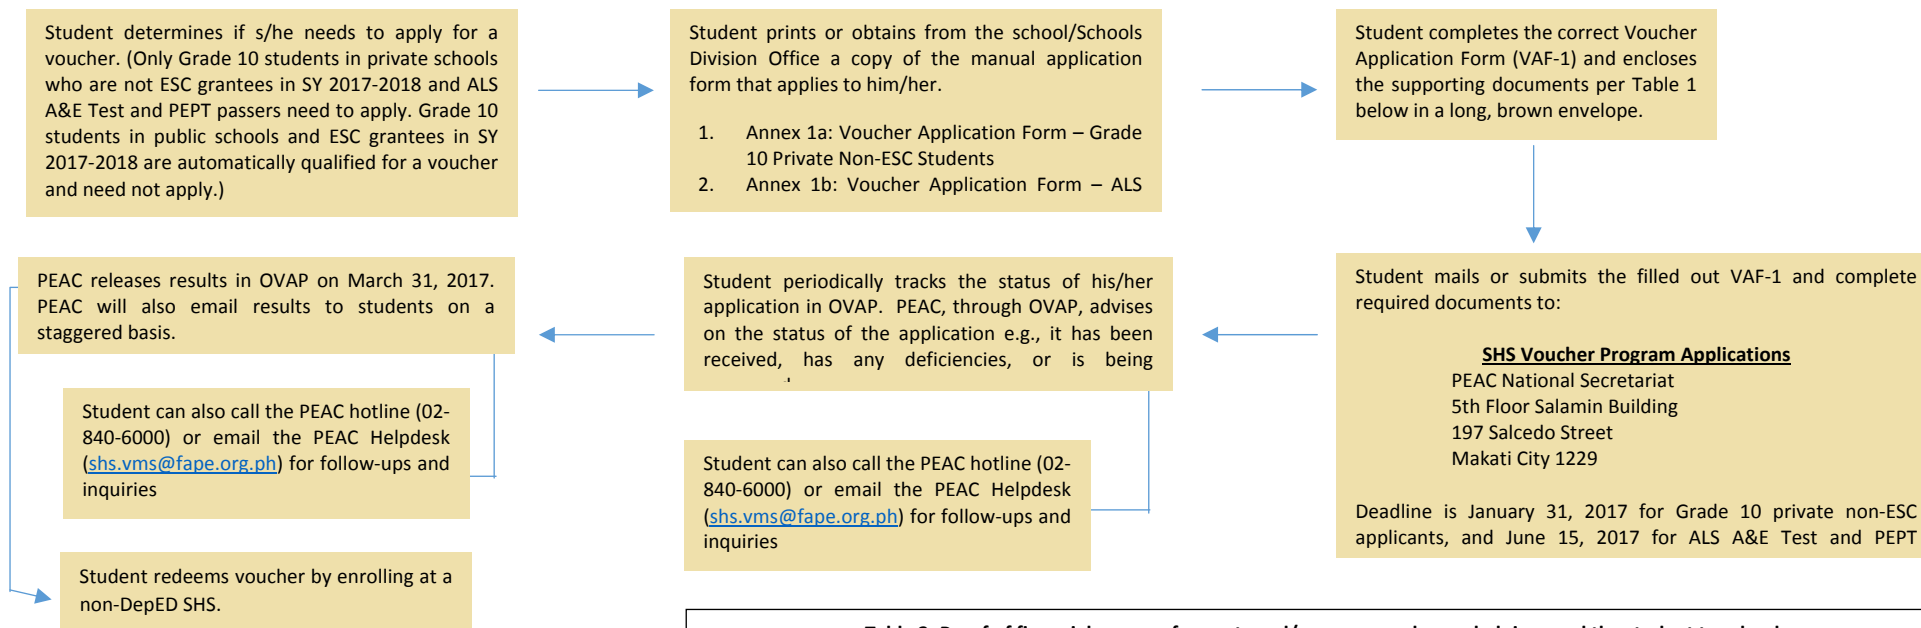 Student determines if s/he needs to apply for a
voucher. (Only Grade 10 students in private schools
who are not ESC grantees in SY 2017-2018 and ALS
A&E Test and PEPT passers need to apply. Grade 10
students in public schools and ESC grantees in SY
2017-2018 are automatically qualified for a voucher
and need not apply.)
Student prints or obtains from the school/Schools
Division Office a copy of the manual application
form that applies to him/her.
1. Annex 1a: Voucher Application Form – Grade
10 Private Non-ESC Students
2. Annex 1b: Voucher Application Form – ALS
Student completes the correct Voucher
Application Form (VAF-1) and encloses
the supporting documents per Table 1
below in a long, brown envelope.
Student mails or submits the filled out VAF-1 and complete
required documents to:
SHS Voucher Program Applications
PEAC National Secretariat
5th Floor Salamin Building
197 Salcedo Street
Makati City 1229
Deadline is January 31, 2017 for Grade 10 private non-ESC
applicants, and June 15, 2017 for ALS A&E Test and PEPT
Student periodically tracks the status of his/her
application in OVAP. PEAC, through OVAP, advises
on the status of the application e.g., it has been
received, has any deficiencies, or is being
Student can also call the PEAC hotline (02-
840-6000) or email the PEAC Helpdesk
(shs.vms@fape.org.ph) for follow-ups and
inquiries
PEAC releases results in OVAP on March 31, 2017.
PEAC will also email results to students on a
staggered basis.
Student can also call the PEAC hotline (02-
840-6000) or email the PEAC Helpdesk
(shs.vms@fape.org.ph) for follow-ups and
inquiries
Student redeems voucher by enrolling at a
non-DepED SHS.